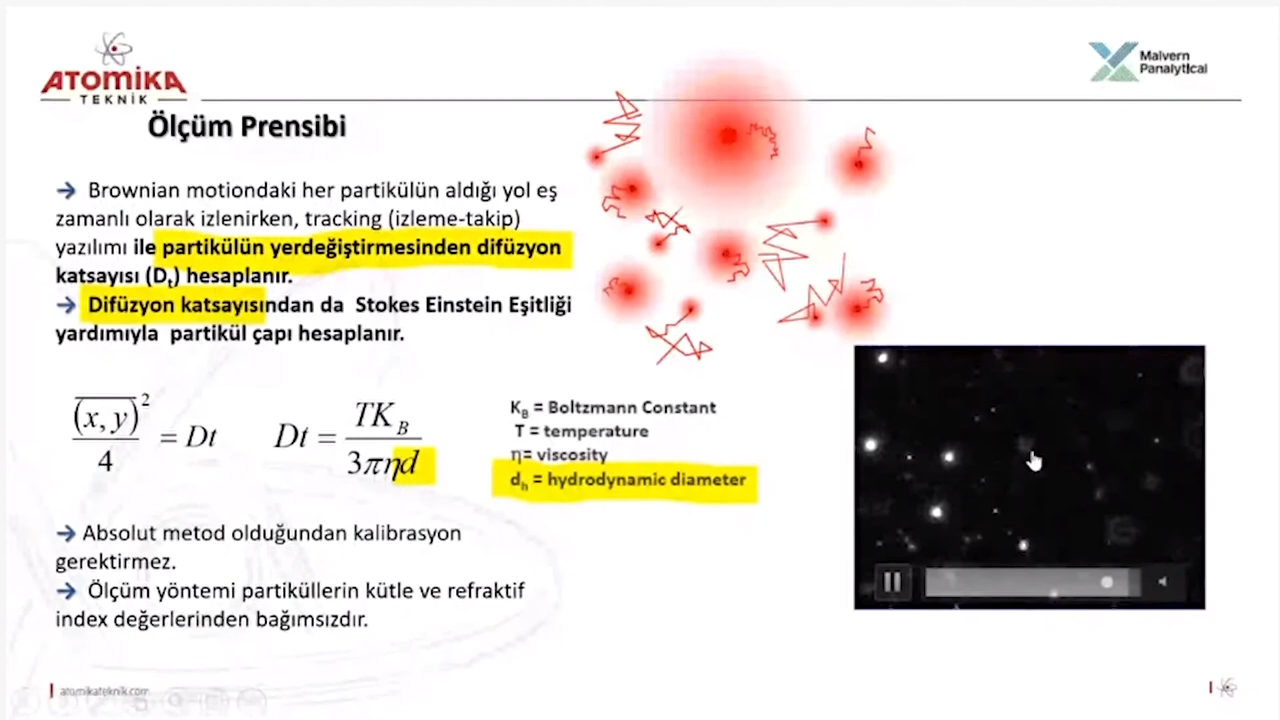 ATOMİKA
TEKNİK
Malvern
Panalytical
Ölçüm Prensibi
→ Brownian motiondaki her partikülün aldığı yol eş
zamanlı olarak izlenirken, tracking (izleme-takip)
yazılımı ile partikülün yerdeğiştirmesinden difüzyon
katsayısı (Dt) hesaplanır.
→ Difüzyon katsayısından da Stokes Einstein Eşitliği
yardımıyla partikül çapı hesaplanır.
(x, y)² / 4 = Dt
Dt = TK_B / 3πηd
K_B = Boltzmann Constant
T = temperature
η= viscosity
d_h = hydrodynamic diameter
→ Absolut metod olduğundan kalibrasyon
gerektirmez.
→ Ölçüm yöntemi partiküllerin kütle ve refraktif
index değerlerinden bağımsızdır.
atomikateknik.com